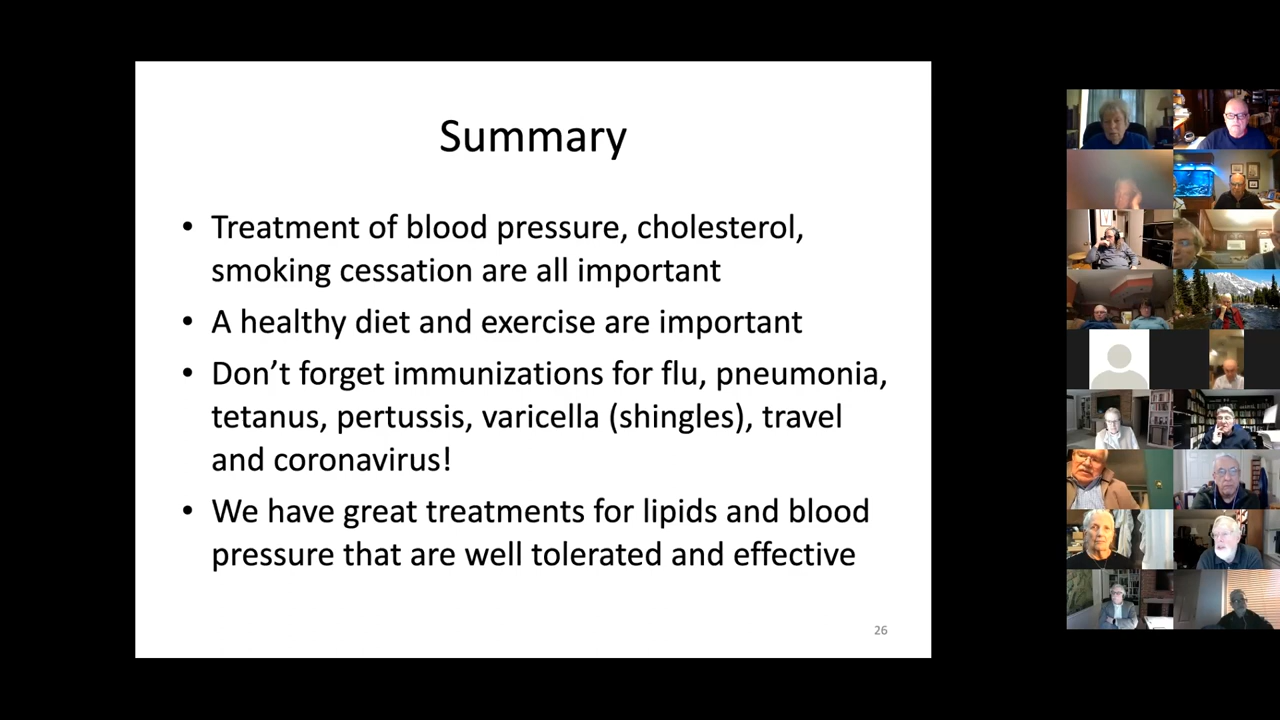 Summary
• Treatment of blood pressure, cholesterol,
smoking cessation are all important
• A healthy diet and exercise are important
• Don’t forget immunizations for flu, pneumonia,
tetanus, pertussis, varicella (shingles), travel
and coronavirus!
• We have great treatments for lipids and blood
pressure that are well tolerated and effective
26